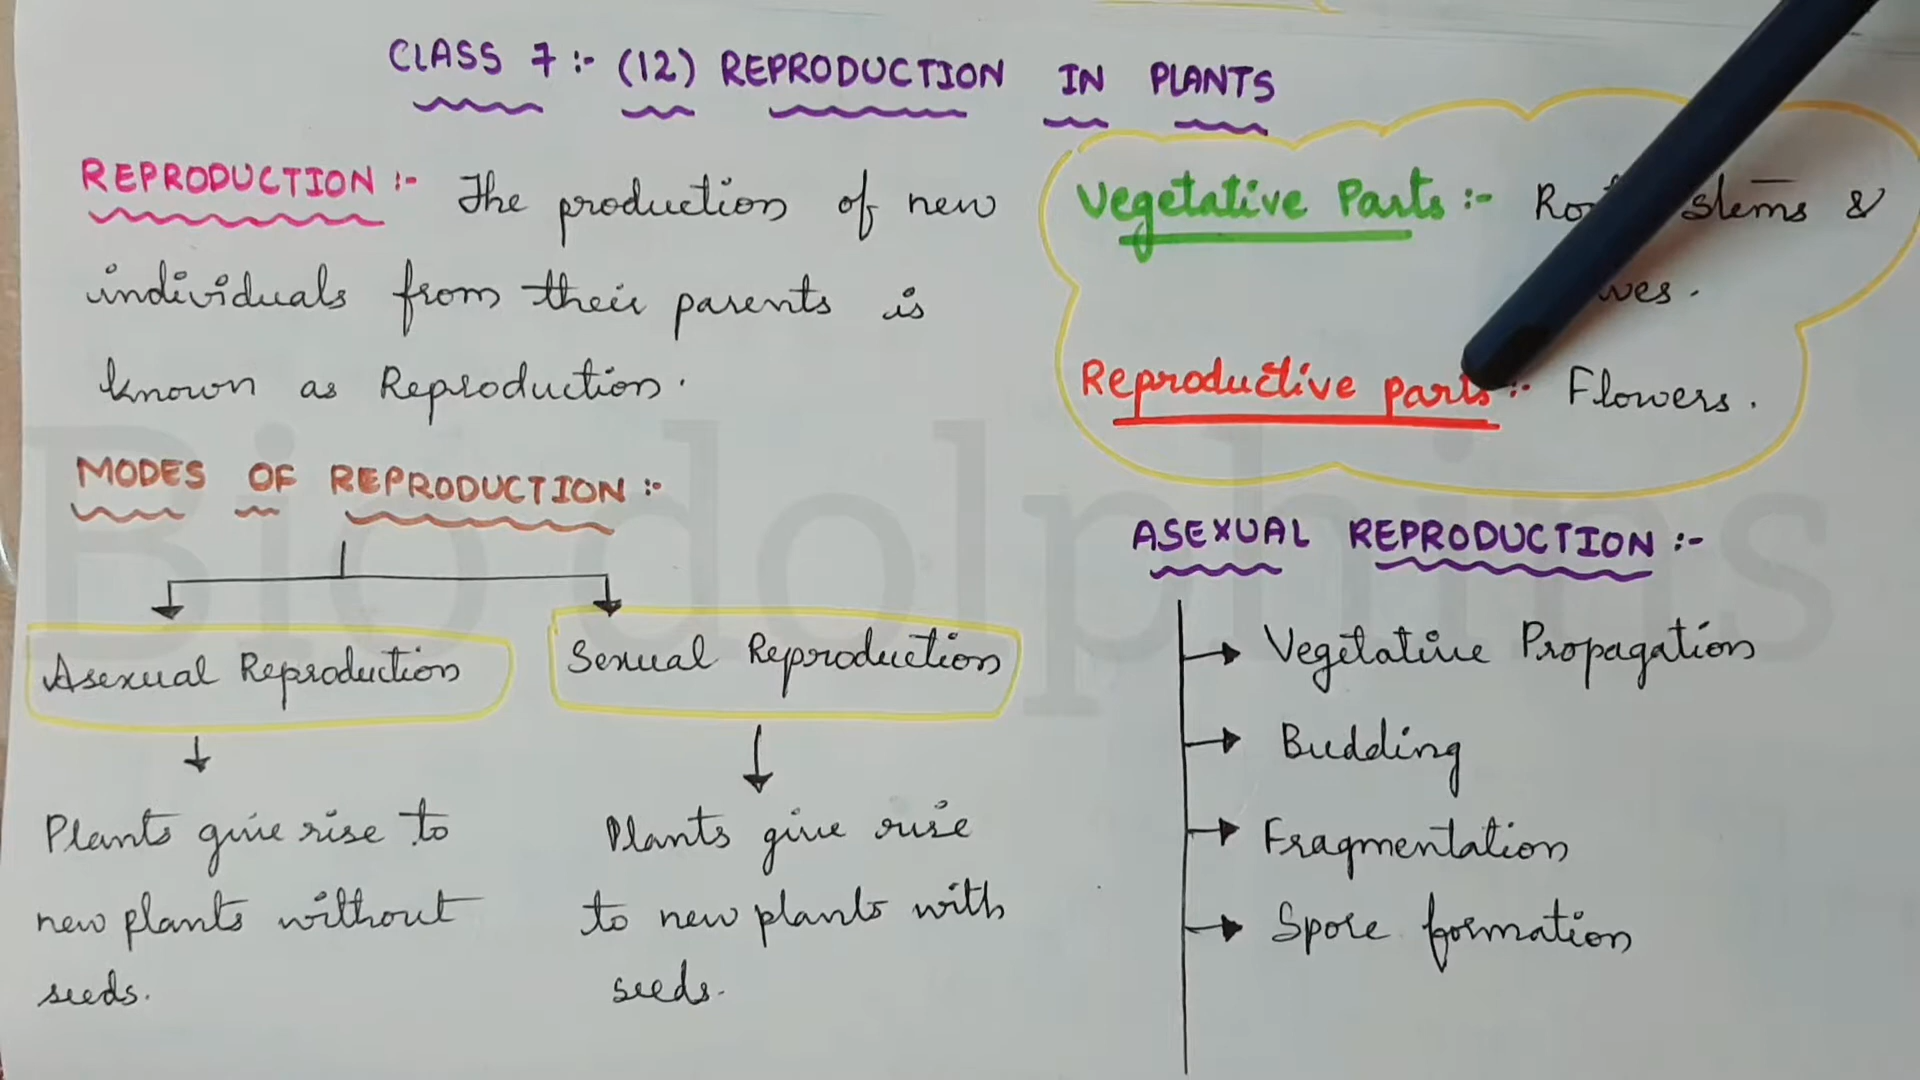 CLASS 7 :- (12) REPRODUCTION IN PLANTS
REPRODUCTION :- The production of new
individuals from their parents is
known as Reproduction.
Vegetative Parts :- stems &
Reproductive parts :- Flowers.
MODES OF REPRODUCTION :-
Asexual Reproduction
Sexual Reproduction
Plants give rise to
new plants without
seeds.
Plants give rise
to new plants with
seeds.
ASEXUAL REPRODUCTION :-
Vegetative Propagation
Budding
Fragmentation
Spore formation
Bio dolphins